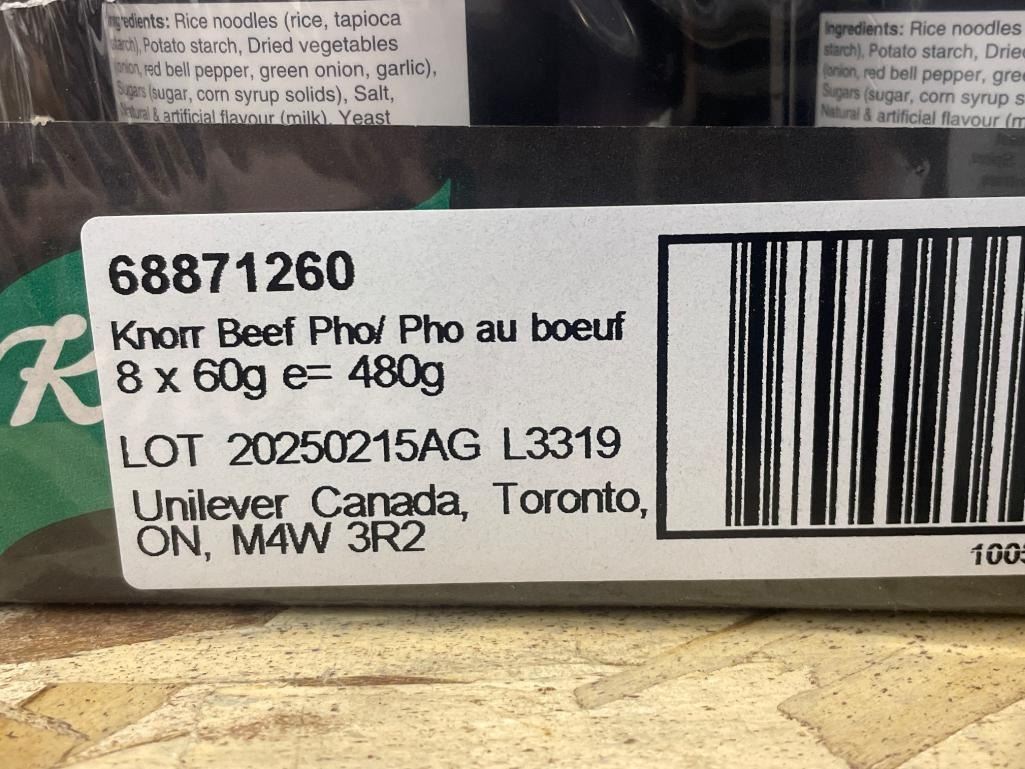 Ingredients: Rice noodles (rice, tapioca
starch), Potato starch, Dried vegetables
(onion, red bell pepper, green onion, garlic),
Sugars (sugar, corn syrup solids), Salt,
Natural & artificial flavour (milk), Yeast
Ingredients: Rice noodles
starch), Potato starch,
(onion, red bell pepper,
Sugars (sugar, corn syrup
Natural & artificial flavour
K
68871260
Knorr Beef Pho/ Pho au boeuf
8 x 60g e= 480g
LOT 20250215AG L3319
Unilever Canada, Toronto,
ON, M4W 3R2